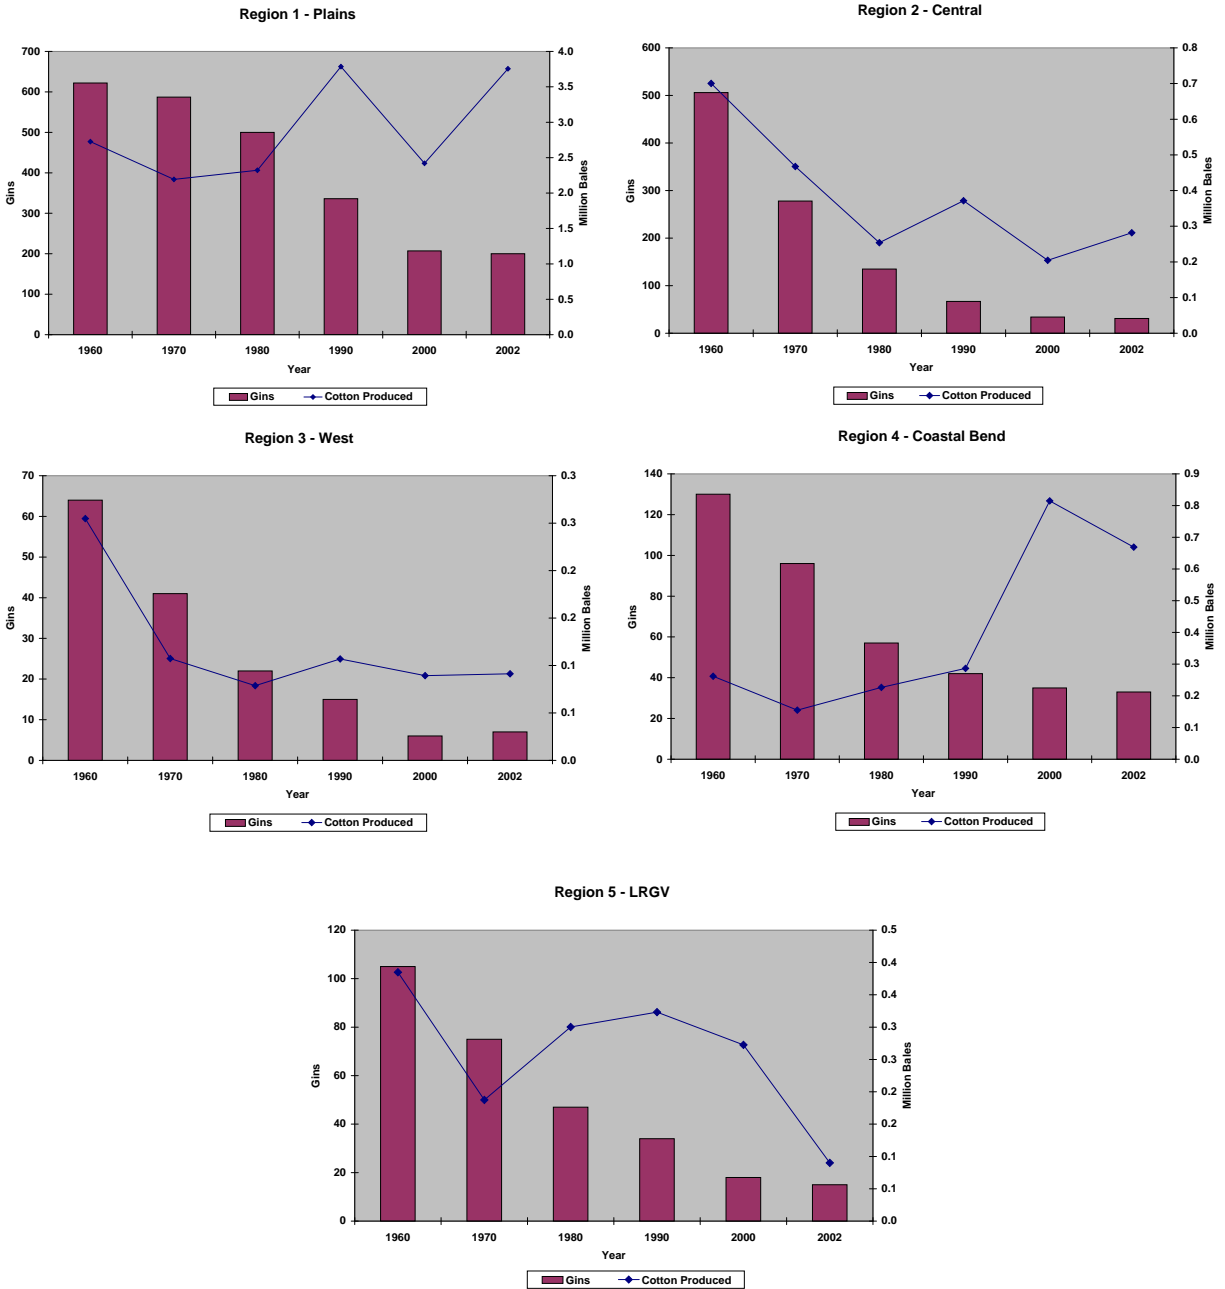 Region 1 - Plains
700
600
500
400
300
200
100
0
Gins
4.0
3.5
3.0
2.5
2.0
1.5
1.0
0.5
0.0
Million Bales
1960 1970 1980 1990 2000 2002
Year
Gins Cotton Produced
Region 2 - Central
600
500
400
300
200
100
0
Gins
0.8
0.7
0.6
0.5
0.4
0.3
0.2
0.1
0.0
Million Bales
1960 1970 1980 1990 2000 2002
Year
Gins Cotton Produced
Region 3 - West
70
60
50
40
30
20
10
0
Gins
0.3
0.3
0.2
0.2
0.1
0.1
0.0
Million Bales
1960 1970 1980 1990 2000 2002
Year
Gins Cotton Produced
Region 4 - Coastal Bend
140
120
100
80
60
40
20
0
Gins
0.9
0.8
0.7
0.6
0.5
0.4
0.3
0.2
0.1
0.0
Million Bales
1960 1970 1980 1990 2000 2002
Year
Gins Cotton Produced
Region 5 - LRGV
120
100
80
60
40
20
0
Gins
0.5
0.4
0.4
0.3
0.3
0.2
0.2
0.1
0.1
0.0
Million Bales
1960 1970 1980 1990 2000 2002
Year
Gins Cotton Produced